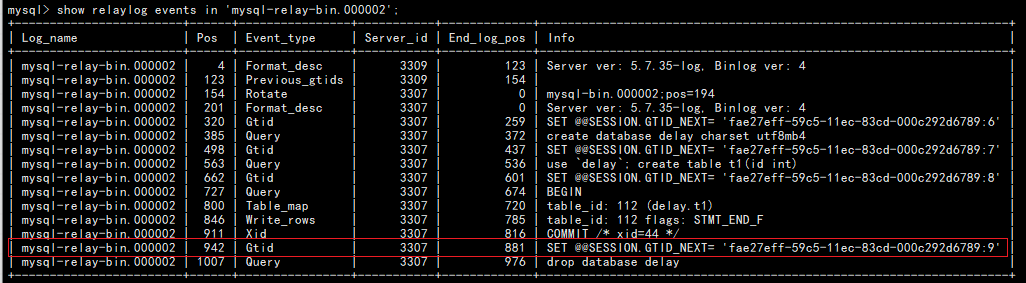 mysql> show relaylog events in 'mysql-relay-bin.000002';
+-------------------------+------+----------------+-----------+-------------+--------------------------------------------------------------------+
| Log_name | Pos | Event_type | Server_id | End_log_pos | Info |
+-------------------------+------+----------------+-----------+-------------+--------------------------------------------------------------------+
| mysql-relay-bin.000002 | 4 | Format_desc | 3309 | 123 | Server ver: 5.7.35-log, Binlog ver: 4
| mysql-relay-bin.000002 | 123 | Previous_gtids | 3309 | 154 |
| mysql-relay-bin.000002 | 154 | Rotate | 3307 | 0 | mysql-bin.000002;pos=194
| mysql-relay-bin.000002 | 201 | Format_desc | 3307 | 0 | Server ver: 5.7.35-log, Binlog ver: 4
| mysql-relay-bin.000002 | 320 | Gtid | 3307 | 259 | SET @@SESSION.GTID_NEXT= 'fae27eff-59c5-11ec-83cd-000c292d6789:6'
| mysql-relay-bin.000002 | 385 | Query | 3307 | 372 | create database delay charset utf8mb4
| mysql-relay-bin.000002 | 498 | Gtid | 3307 | 437 | SET @@SESSION.GTID_NEXT= 'fae27eff-59c5-11ec-83cd-000c292d6789:7'
| mysql-relay-bin.000002 | 563 | Query | 3307 | 536 | use `delay`; create table t1(id int)
| mysql-relay-bin.000002 | 662 | Gtid | 3307 | 601 | SET @@SESSION.GTID_NEXT= 'fae27eff-59c5-11ec-83cd-000c292d6789:8'
| mysql-relay-bin.000002 | 727 | Query | 3307 | 674 | BEGIN
| mysql-relay-bin.000002 | 800 | Table_map | 3307 | 720 | table_id: 112 (delay.t1)
| mysql-relay-bin.000002 | 846 | Write_rows | 3307 | 785 | table_id: 112 flags: STMT_END_F
| mysql-relay-bin.000002 | 911 | Xid | 3307 | 816 | COMMIT /* xid=44 */
| mysql-relay-bin.000002 | 942 | Gtid | 3307 | 881 | SET @@SESSION.GTID_NEXT= 'fae27eff-59c5-11ec-83cd-000c292d6789:9'
| mysql-relay-bin.000002 | 1007 | Query | 3307 | 976 | drop database delay
+-------------------------+------+----------------+-----------+-------------+--------------------------------------------------------------------+